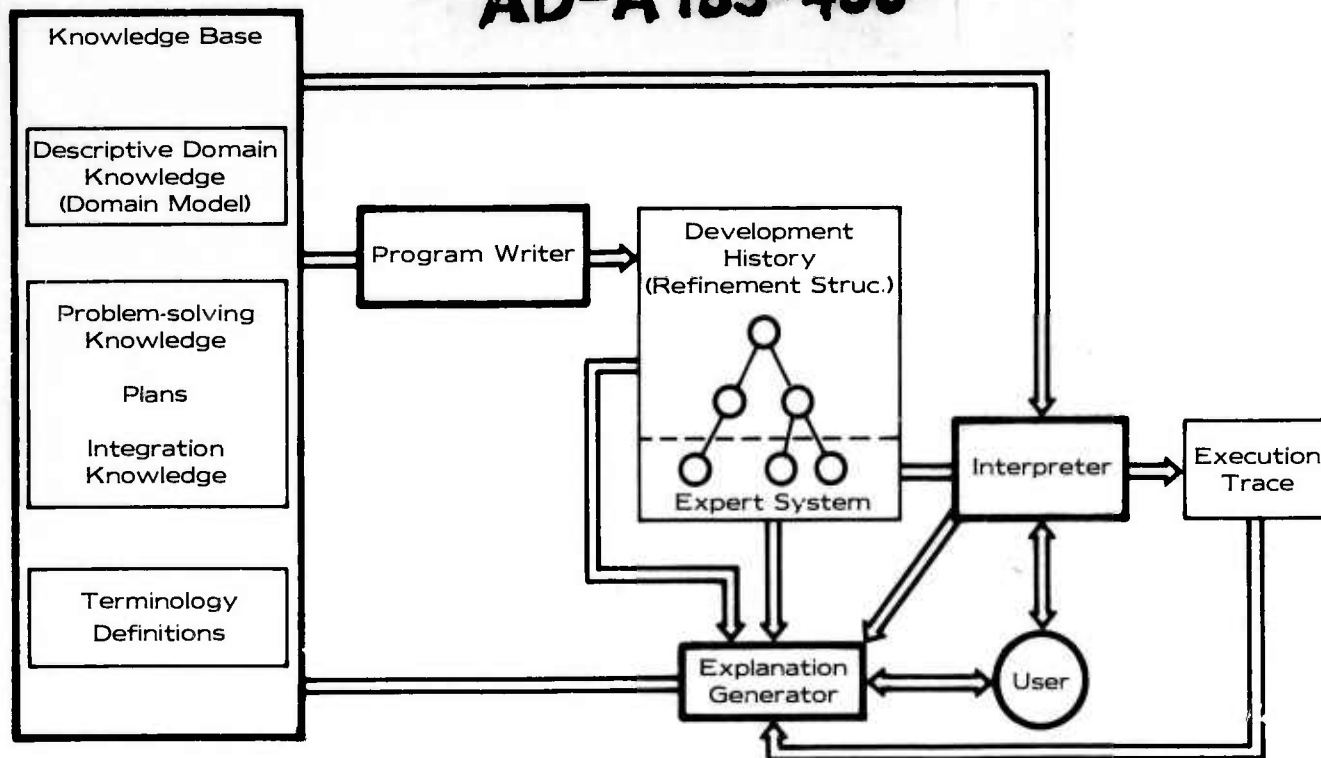 Knowledge Base
Descriptive Domain
Knowledge
(Domain Model)
Problem-solving
Knowledge
Plans
Integration
Knowledge
Terminology
Definitions
Program Writer
Development
History
(Refinement Struc.)
Expert System
Interpreter
Execution
Trace
Explanation
Generator
User